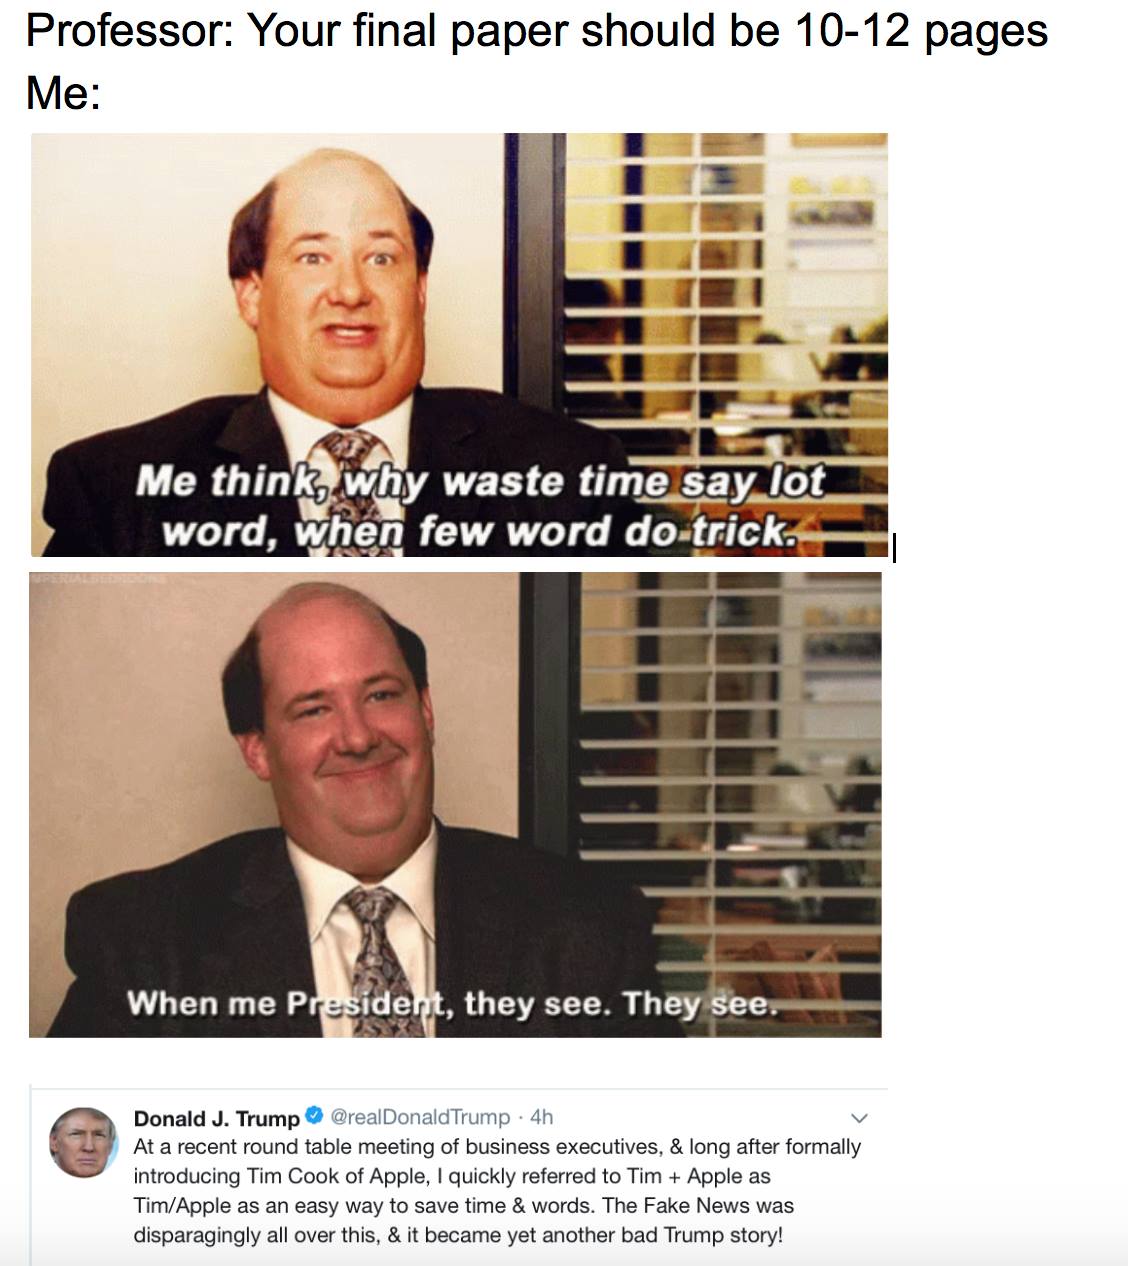 Professor: Your final paper should be 10-12 pages
Me:
Me think, why waste time say lot
word, when few word do trick.
When me President, they see. They see.
Donald J. Trump @realDonaldTrump · 4h
At a recent round table meeting of business executives, & long after formally
introducing Tim Cook of Apple, I quickly referred to Tim + Apple as
Tim/Apple as an easy way to save time & words. The Fake News was
disparagingly all over this, & it became yet another bad Trump story!